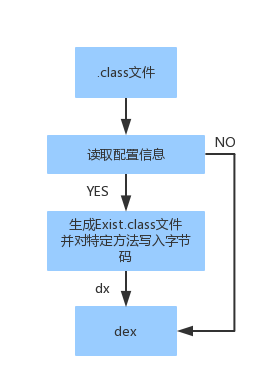 .class文件
NO
读取配置信息
YES
生成Exist.class文件
并对特定方法写入字节
码
dx
dex